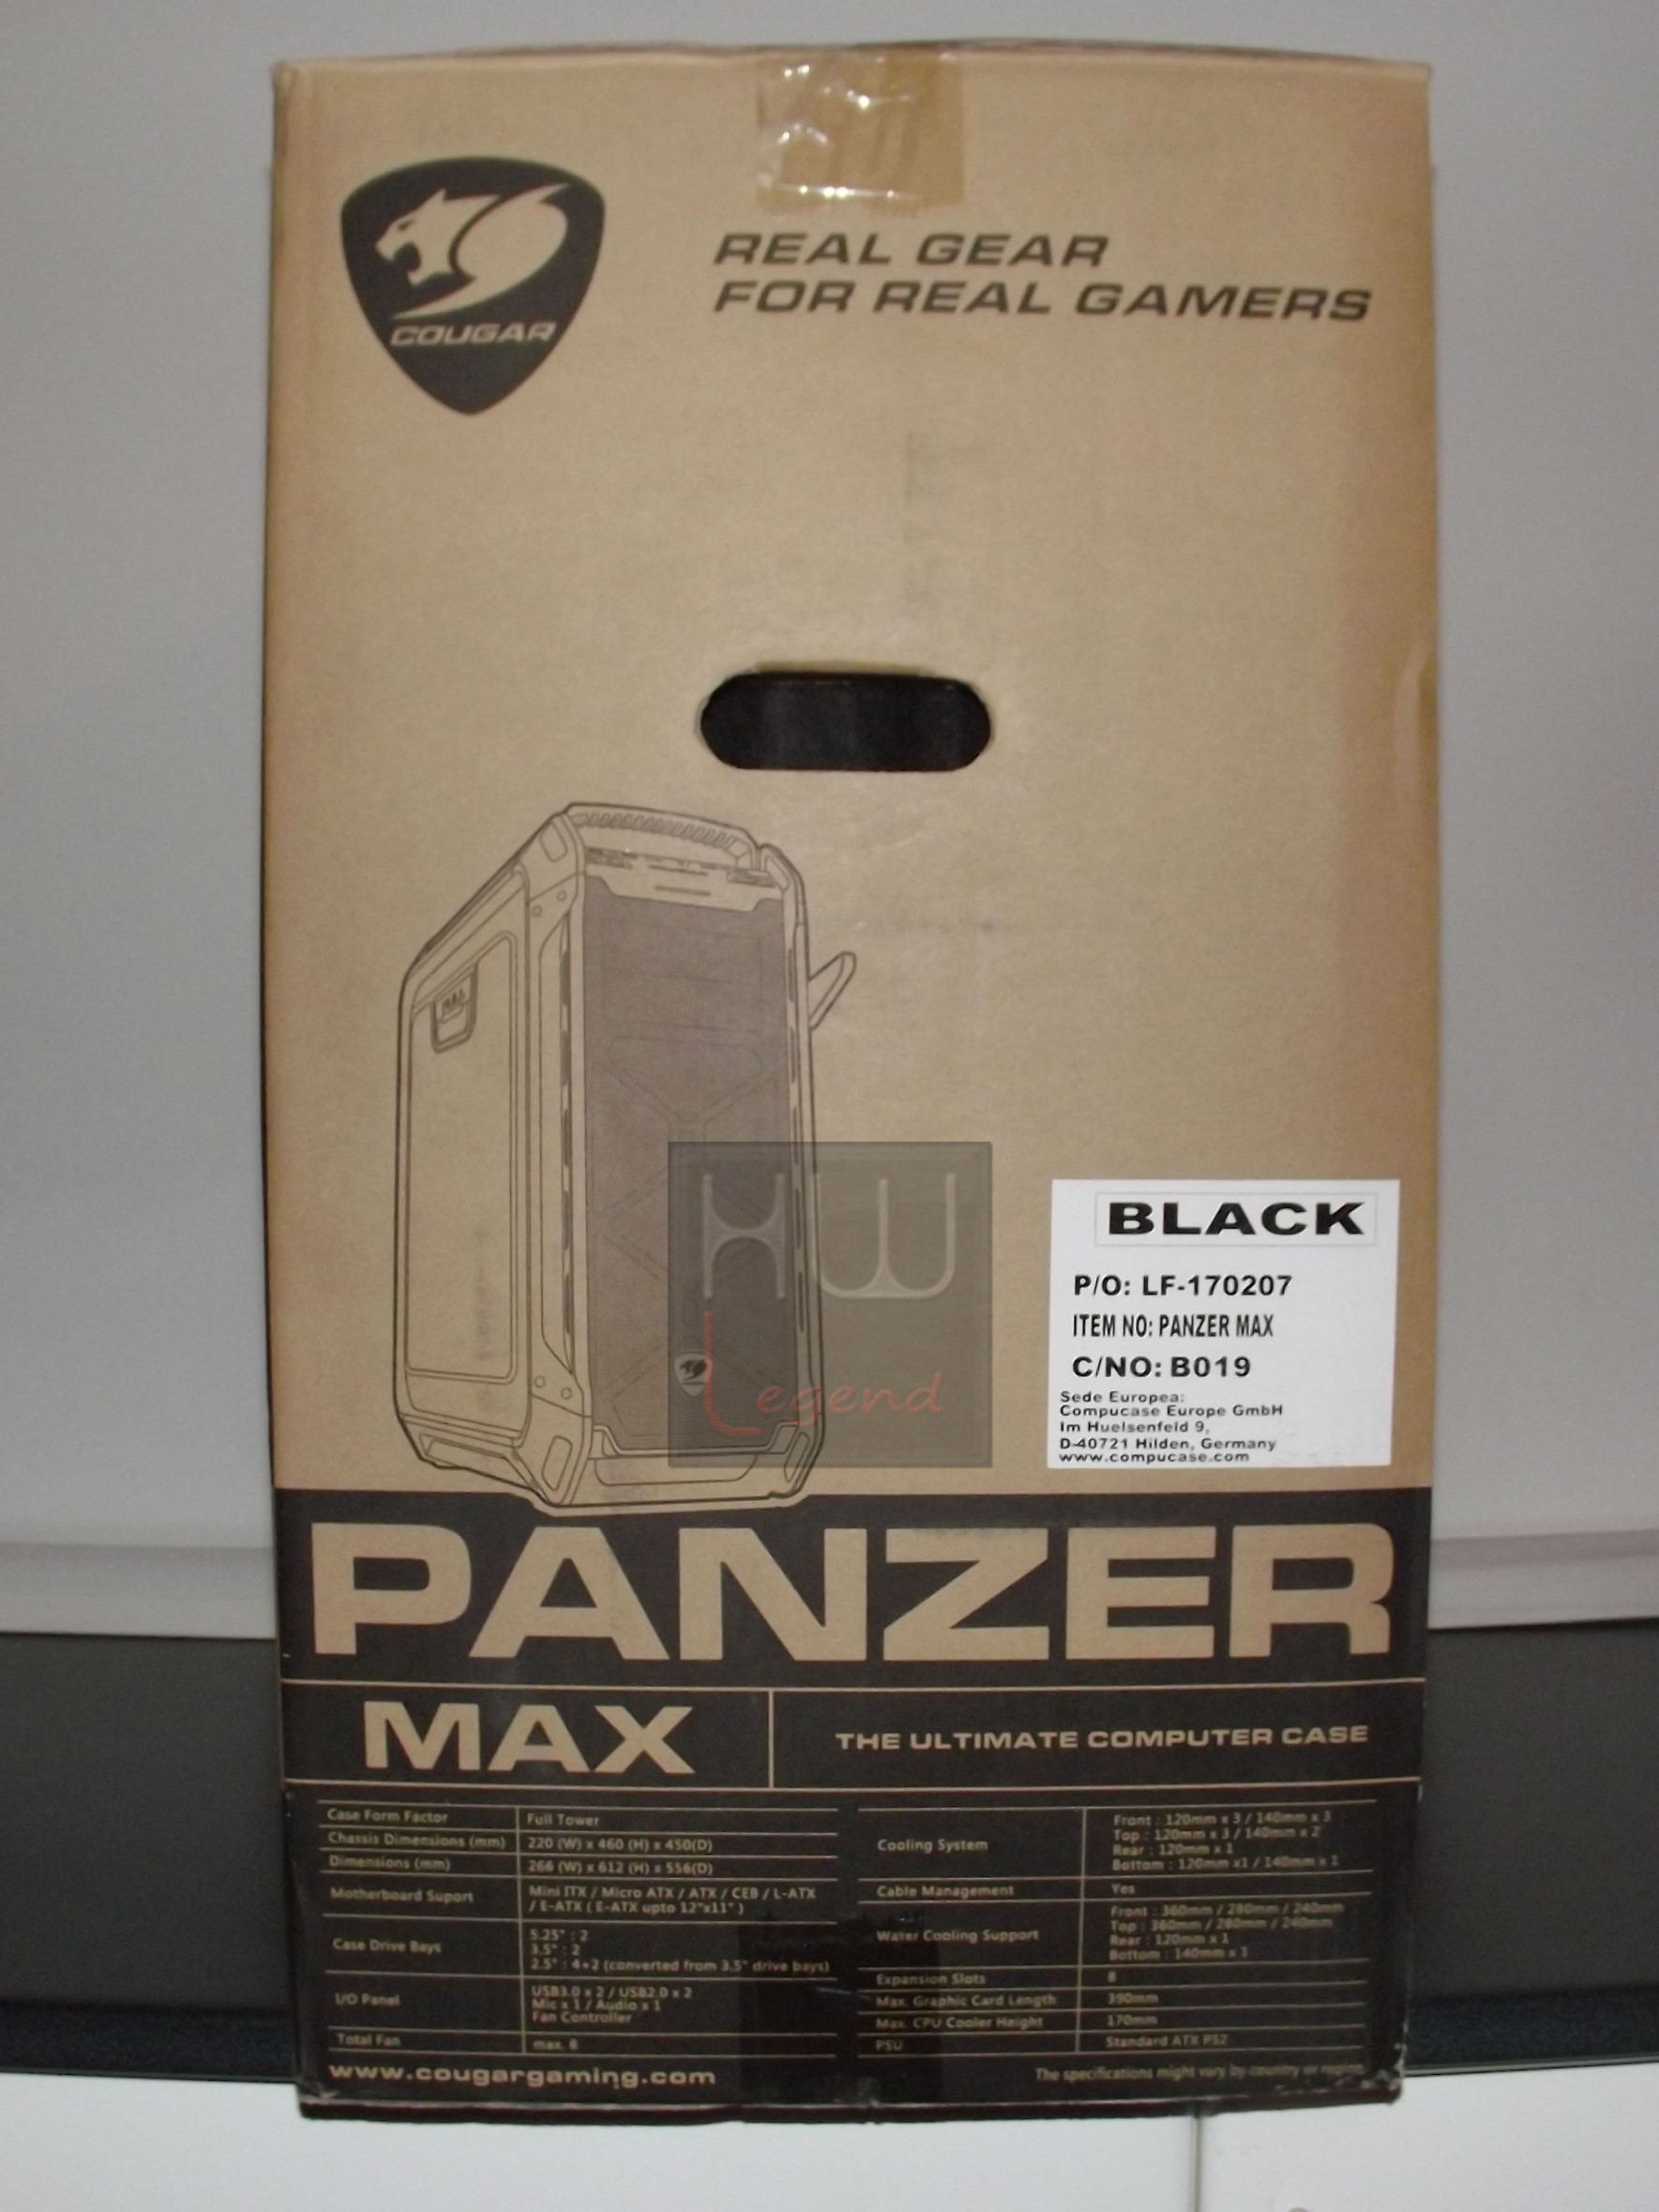 COUGAR
REAL GEAR
FOR REAL GAMERS
HW
Legend
BLACK
P/O: LF-170207
ITEM NO: PANZER MAX
C/NO: B019
Sede Europea:
Compucase Europe GmbH
Im Huelsenfeld 9,
D-40721 Hilden, Germany
www.compucase.com
PANZER
MAX
THE ULTIMATE COMPUTER CASE
Case Form Factor
Full Tower
Chassis Dimensions (mm)
220 (W) x 460 (H) x 450(D)
Dimensions (mm)
266 (W) x 612 (H) x 556(D)
Motherboard Suport
Mini ITX / Micro ATX / ATX / CEB / L-ATX
/ E-ATX ( E-ATX upto 12"x11" )
Case Drive Bays
5.25" : 2
3.5" : 2
2.5" : 4+2 (converted from 3.5" drive bays)
I/O Panel
USB3.0 x 2 / USB2.0 x 2
Mic x 1 / Audio x 1
Fan Controller
Total Fan
max. 8
Cooling System
Front : 120mm x 3 / 140mm x 3
Top : 120mm x 3 / 140mm x 2
Rear : 120mm x 1
Bottom : 120mm x1 / 140mm x 1
Cable Management
Yes
Water Cooling Support
Front : 360mm / 280mm / 240mm
Top : 360mm / 280mm / 240mm
Rear : 120mm x 1
Bottom : 140mm x 1
Expansion Slots
8
Max. Graphic Card Length
390mm
Max. CPU Cooler Height
170mm
PSU
Standard ATX PS2
www.cougargaming.com
The specifications might vary by country or region.